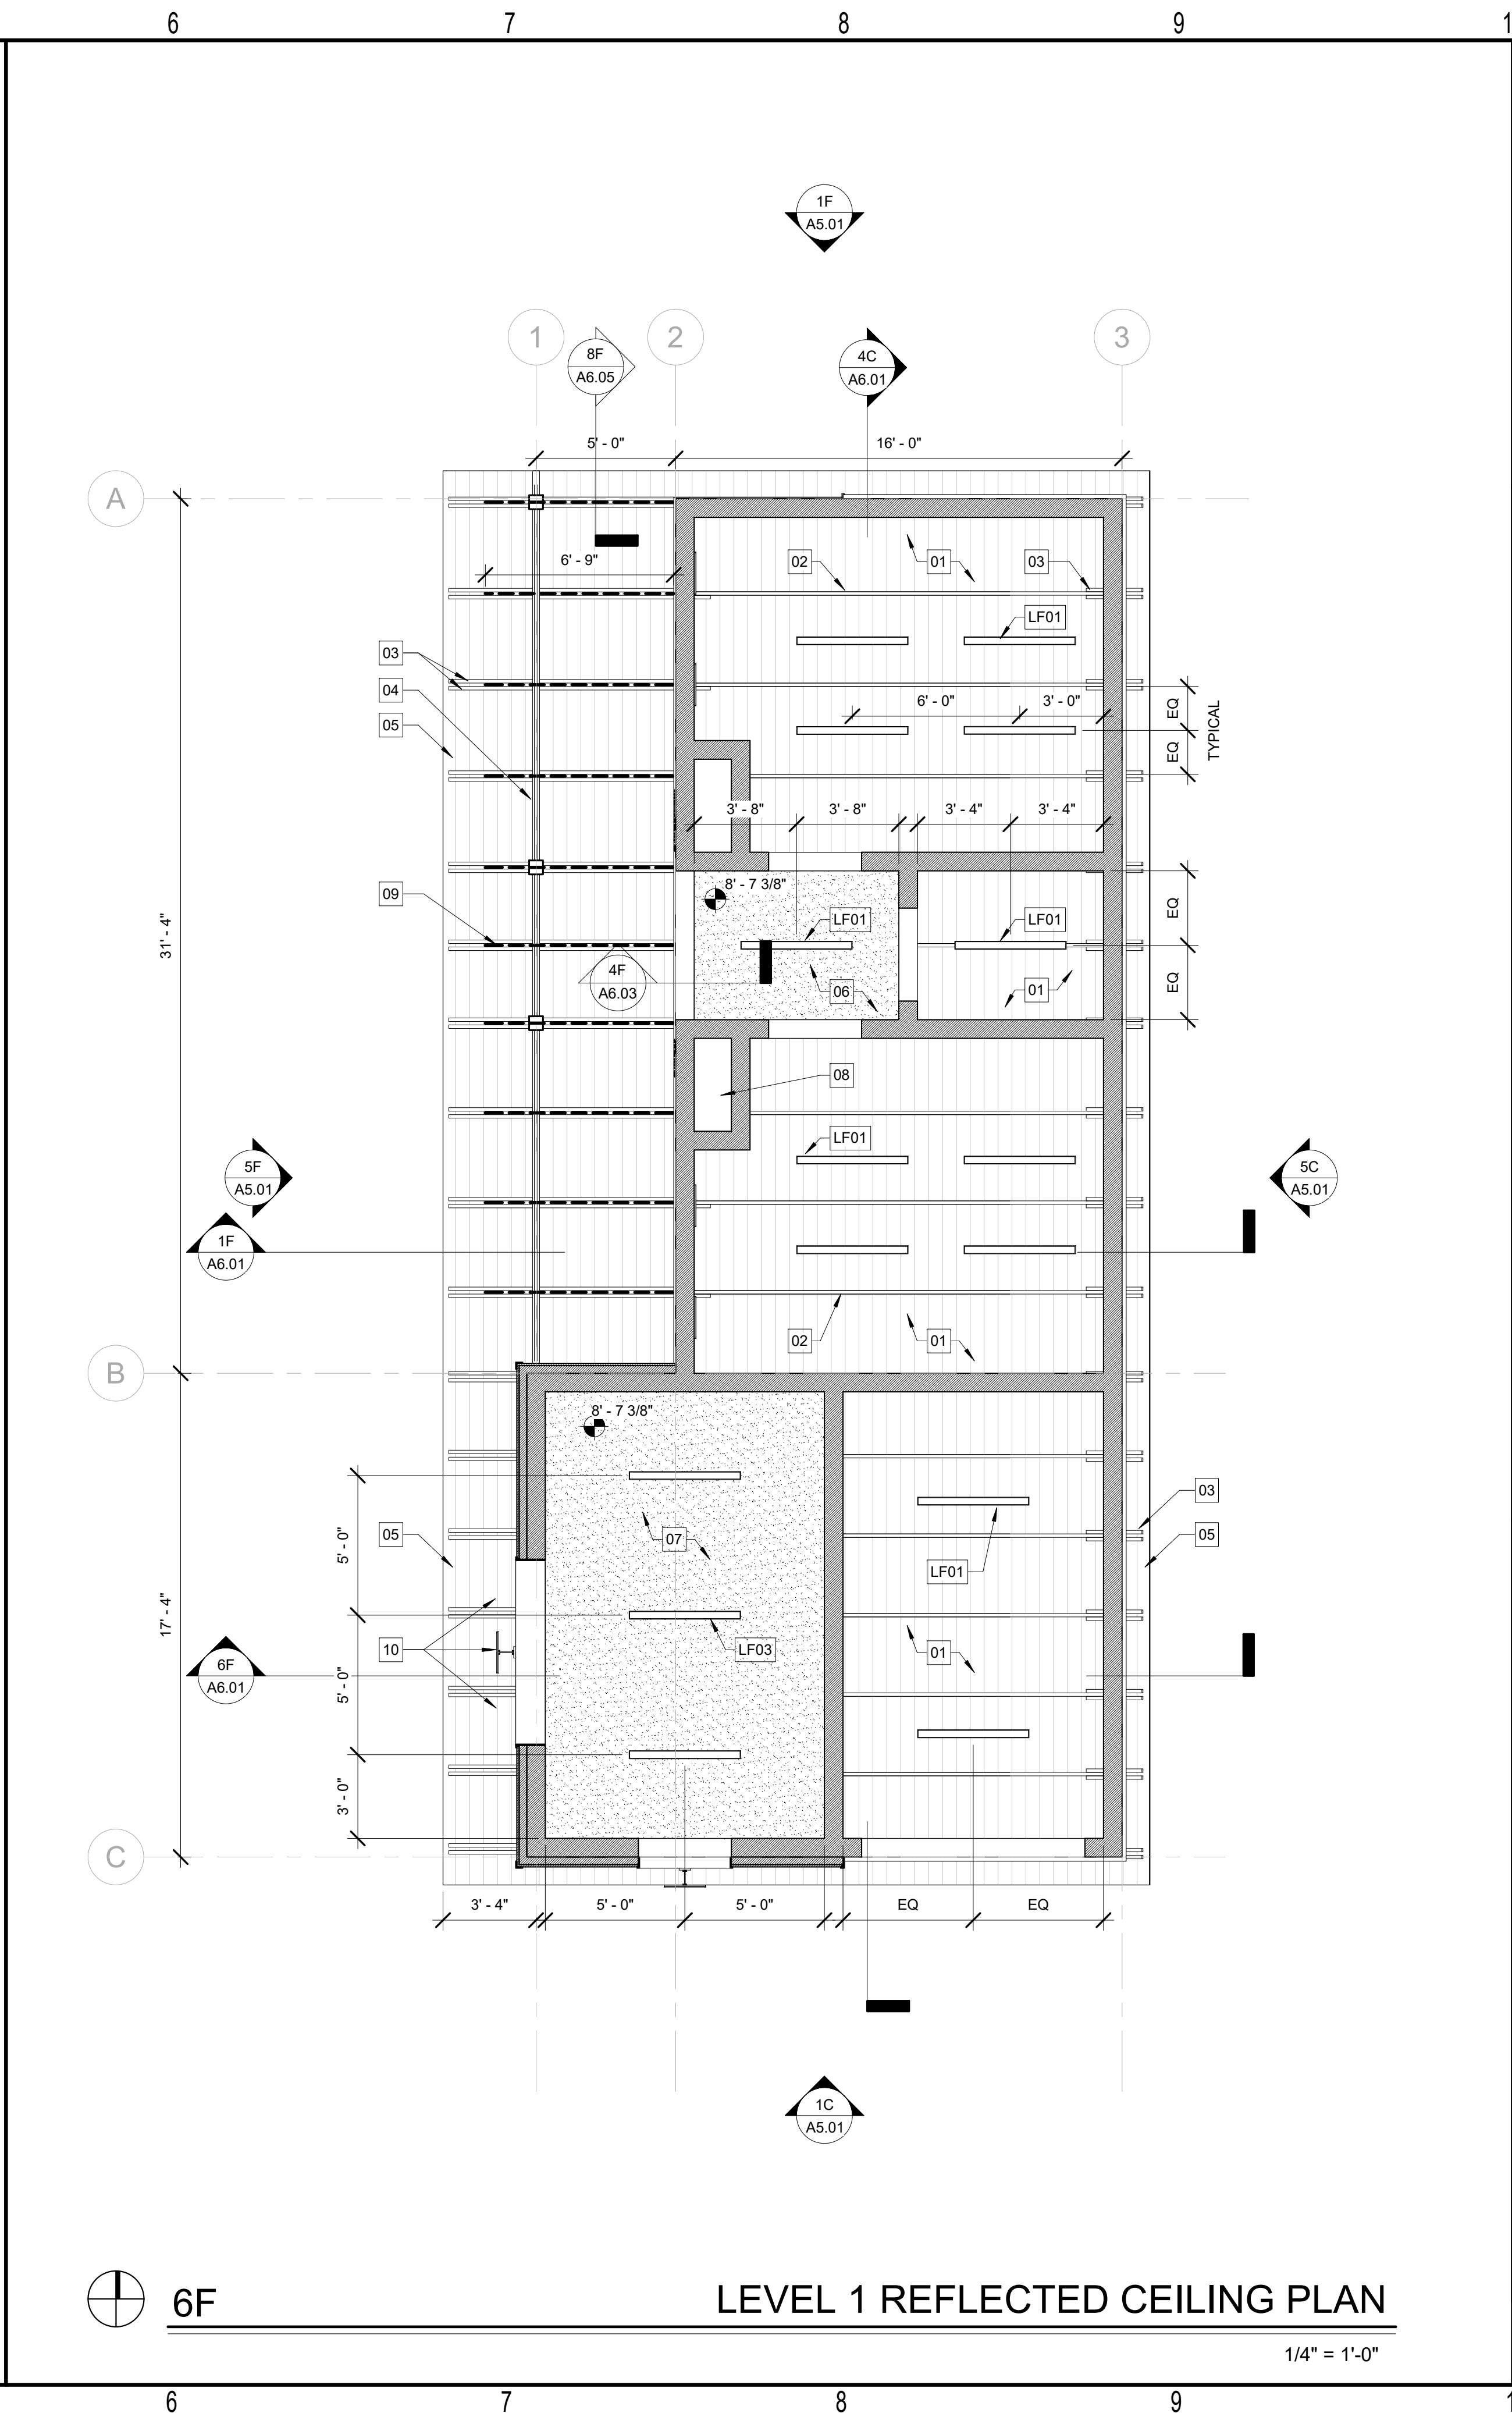 6 7 8 9 1
1F
A5.01
1 2 3
8F
A6.05
4C
A6.01
5' - 0" 16' - 0"
A
6' - 9"
02 01 03
LF01
03
04
05
6' - 0" 3' - 0"
EQ
EQ
TYPICAL
3' - 8" 3' - 8" 3' - 4" 3' - 4"
8' - 7 3/8"
09
31' - 4"
LF01 LF01
EQ
EQ
4F
A6.03
06 01
08
LF01
5F
A5.01
5C
A5.01
1F
A6.01
02 01
B
8' - 7 3/8"
03
05 07 05
5' - 0"
LF01
17' - 4"
10 LF03 01
6F
A6.01
5' - 0"
3' - 0"
C
3' - 4" 5' - 0" 5' - 0" EQ EQ
1C
A5.01
6F LEVEL 1 REFLECTED CEILING PLAN
1/4" = 1'-0"
6 7 8 9 1